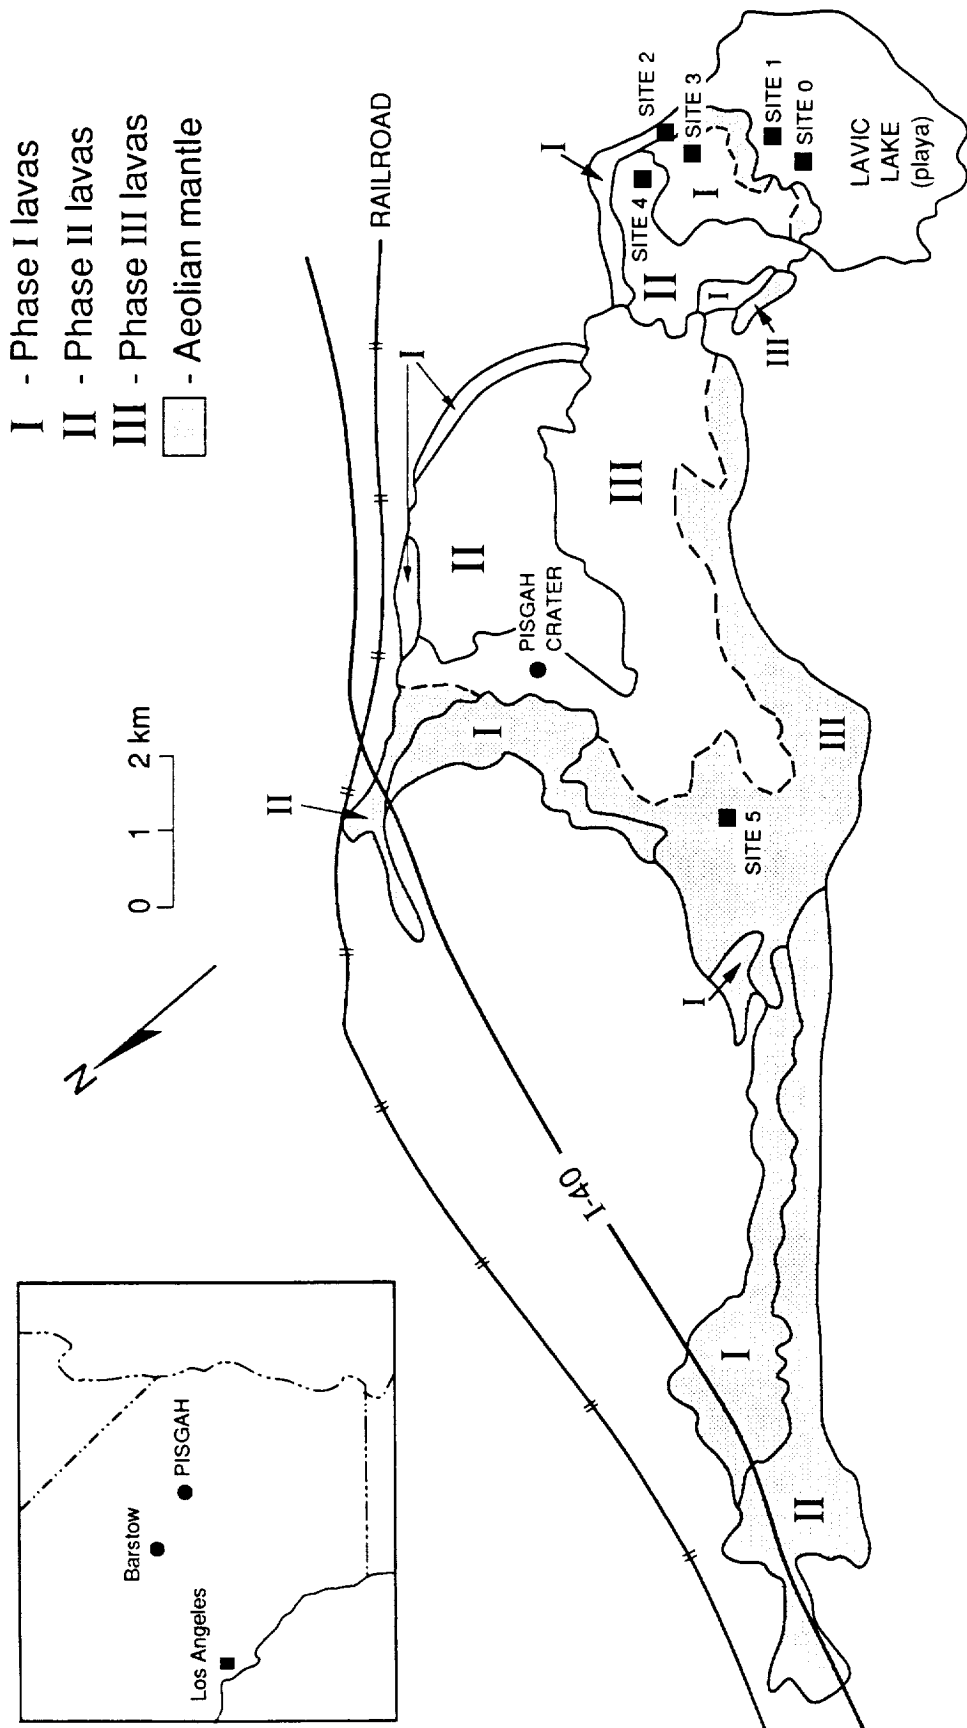 I - Phase I lavas
II - Phase II lavas
III - Phase III lavas
- Aeolian mantle
Barstow
PISGAH
Los Angeles
N
0 1 2 km
RAILROAD
I-40
II
I
II
I
PISGAH
CRATER
III
I
SITE 2
SITE 3
SITE 4
I
II
I
III
SITE 1
SITE 0
LAVIC
LAKE
(playa)
SITE 5
III
I
I
II